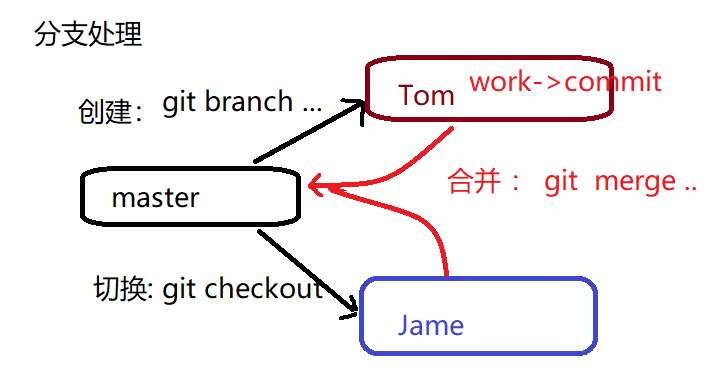 分支处理
创建： git branch ...
Tom work->commit
master
合并： git merge ..
切换: git checkout
Jame